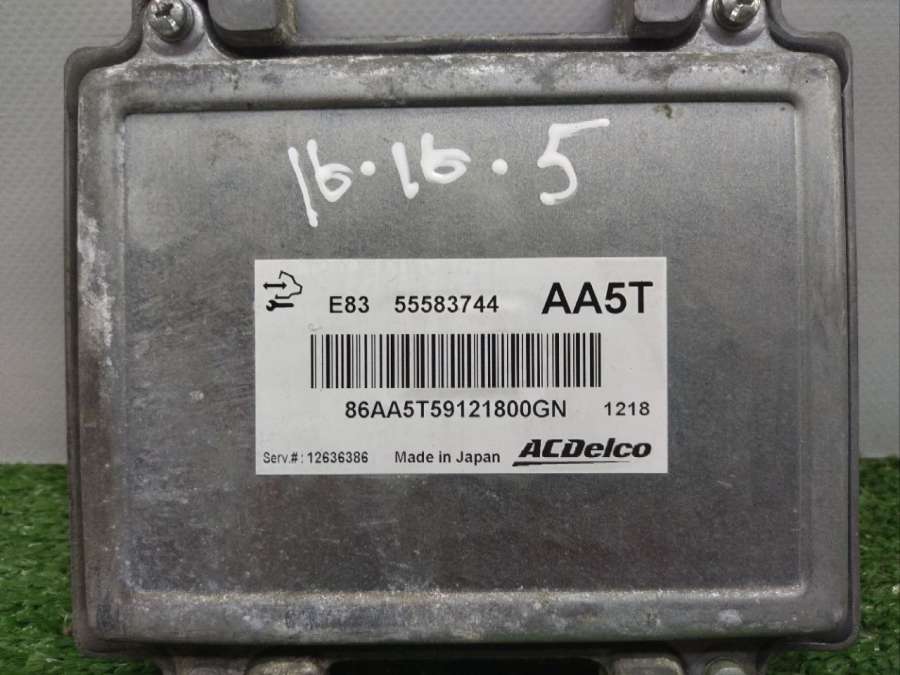 16.16.5
E83 55583744 AA5T
86AA5T59121800GN 1218
Serv.#: 12636386 Made in Japan ACDelco